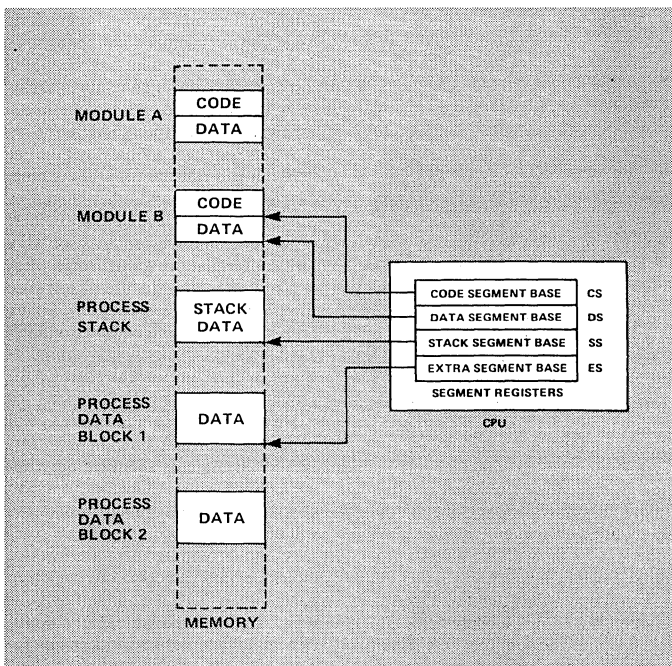 MODULE A
CODE
DATA
MODULE B
CODE
DATA
PROCESS
STACK
STACK
DATA
PROCESS
DATA
BLOCK 1
DATA
PROCESS
DATA
BLOCK 2
DATA
MEMORY
CODE SEGMENT BASE CS
DATA SEGMENT BASE DS
STACK SEGMENT BASE SS
EXTRA SEGMENT BASE ES
SEGMENT REGISTERS
CPU